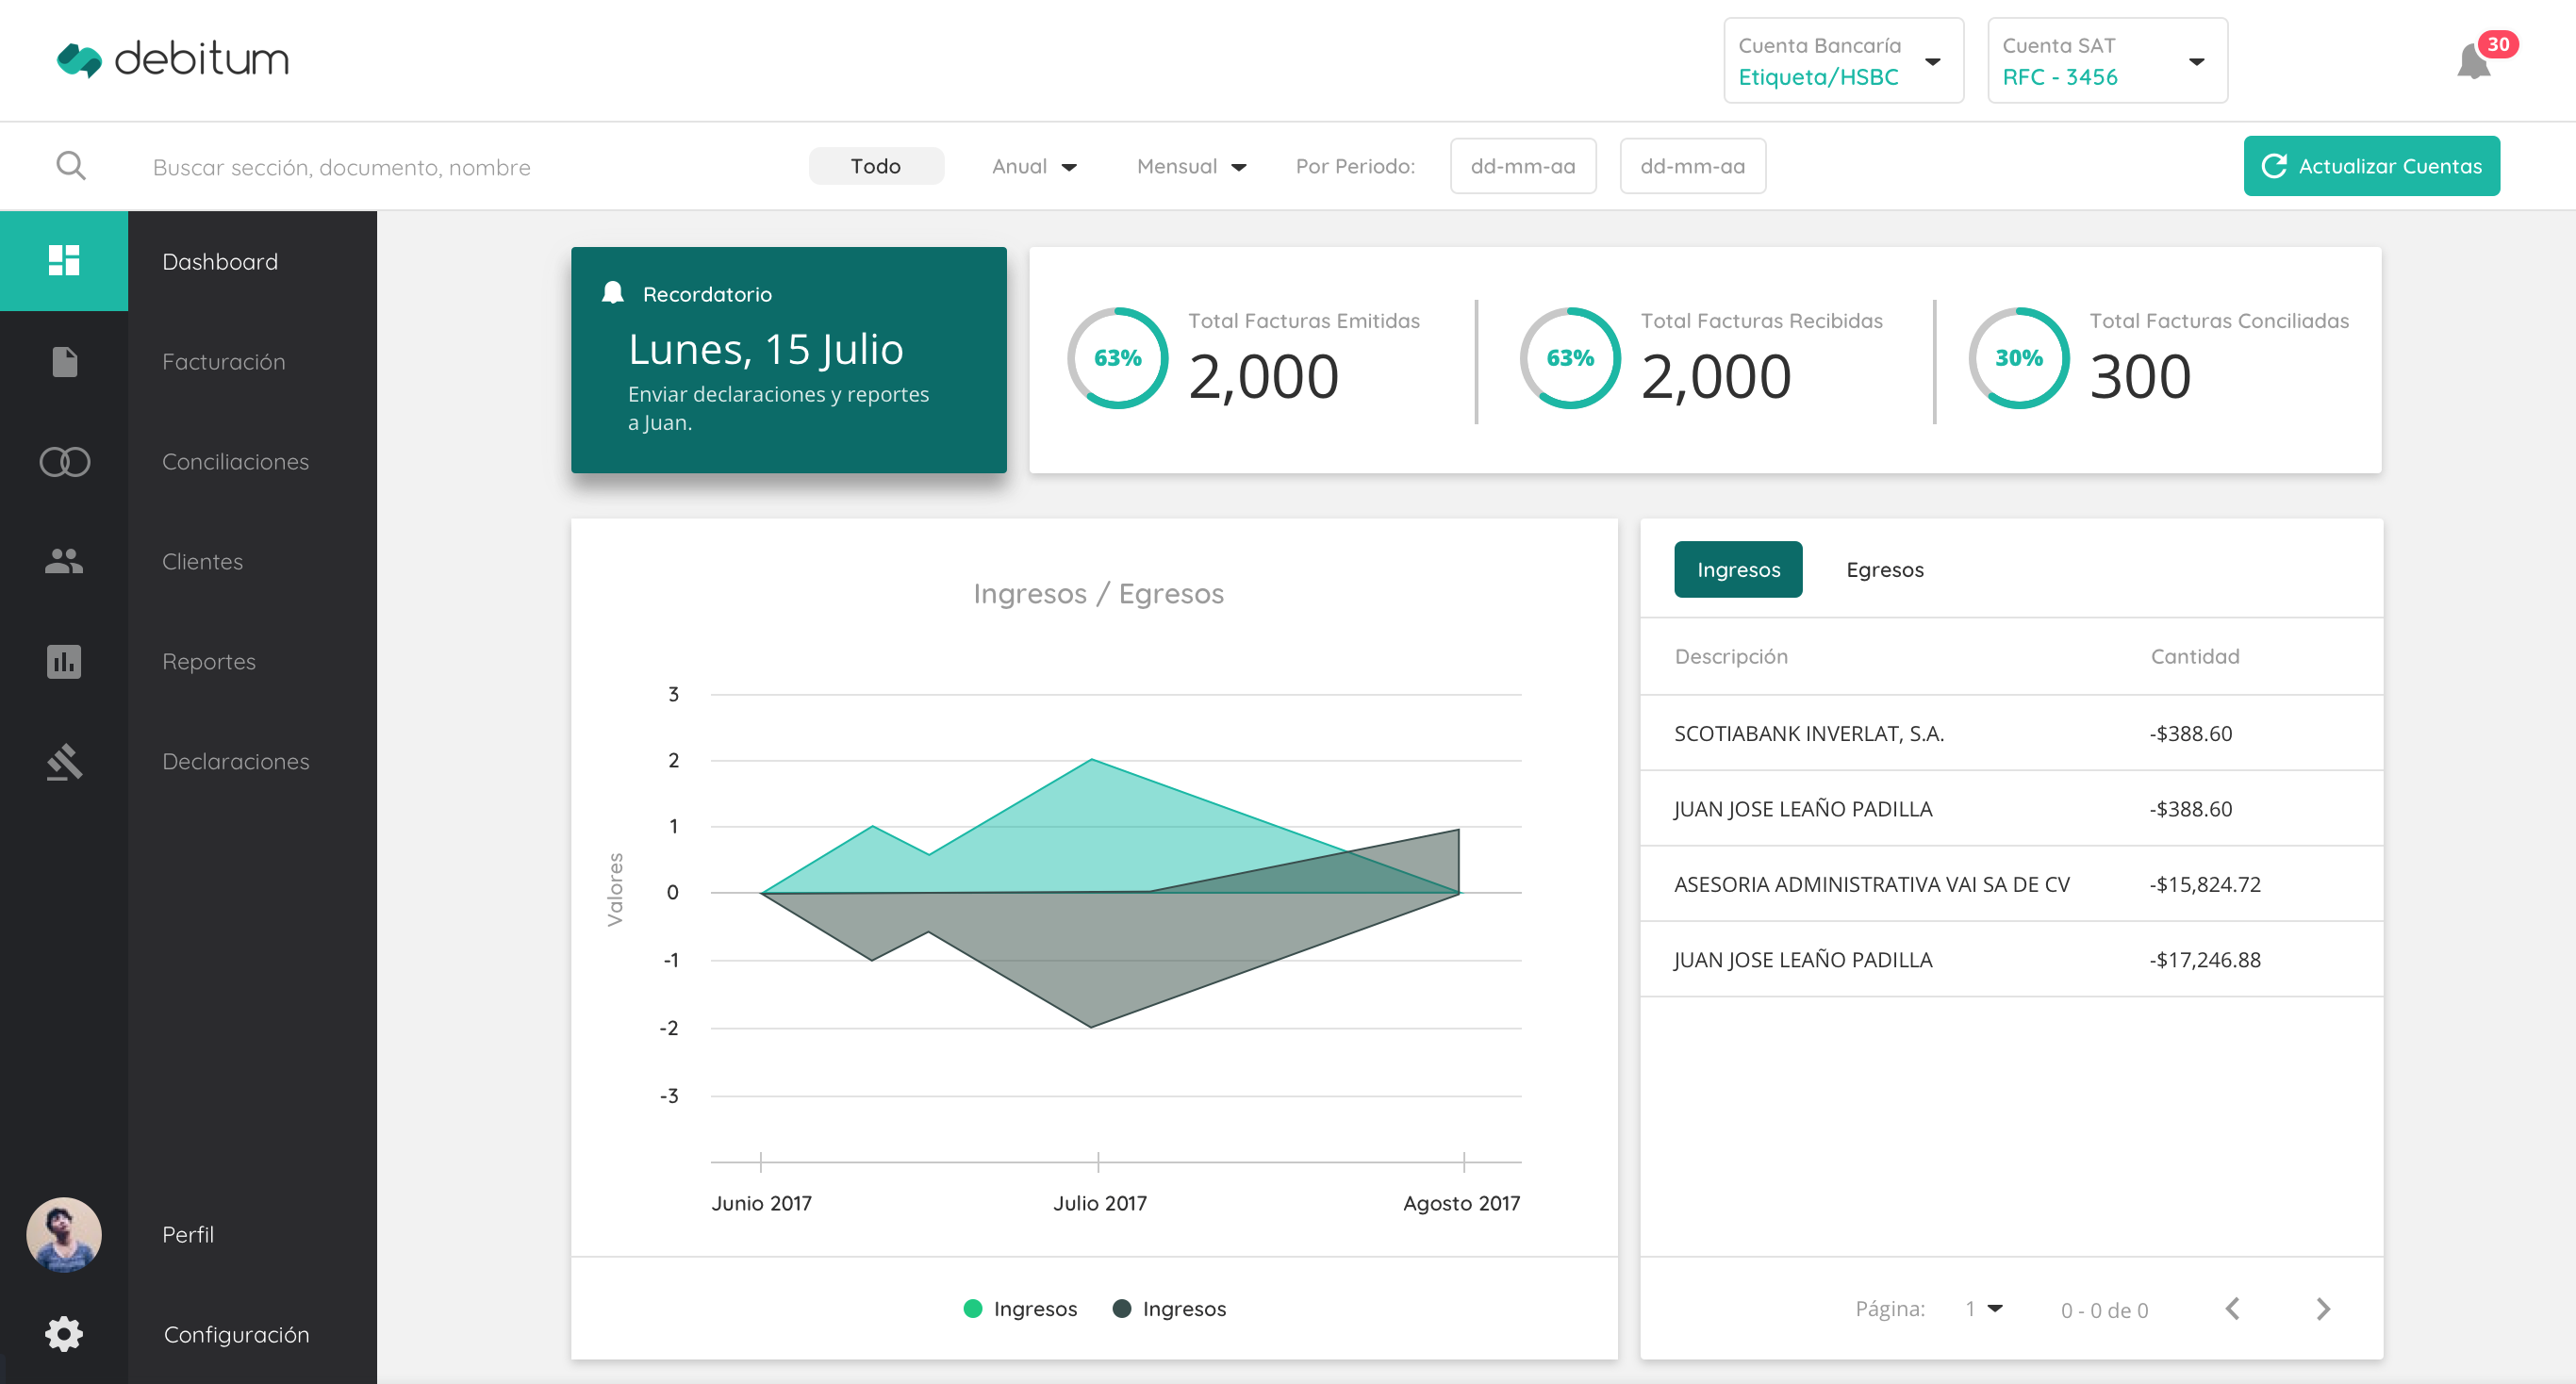 debitum
Cuenta Bancaría
Etiqueta/HSBC
Cuenta SAT
RFC - 3456
30
Buscar sección, documento, nombre
Todo
Anual
Mensual
Por Periodo:
dd-mm-aa
dd-mm-aa
Actualizar Cuentas
Dashboard
Facturación
Conciliaciones
Clientes
Reportes
Declaraciones
Perfil
Configuración
Recordatorio
Lunes, 15 Julio
Enviar declaraciones y reportes
a Juan.
63%
Total Facturas Emitidas
2,000
63%
Total Facturas Recibidas
2,000
30%
Total Facturas Conciliadas
300
Ingresos / Egresos
Valores
3
2
1
0
-1
-2
-3
Junio 2017
Julio 2017
Agosto 2017
Ingresos
Ingresos
Ingresos
Egresos
Descripción
Cantidad
SCOTIABANK INVERLAT, S.A.
-$388.60
JUAN JOSE LEAÑO PADILLA
-$388.60
ASESORIA ADMINISTRATIVA VAI SA DE CV
-$15,824.72
JUAN JOSE LEAÑO PADILLA
-$17,246.88
Página:
1
0 - 0 de 0